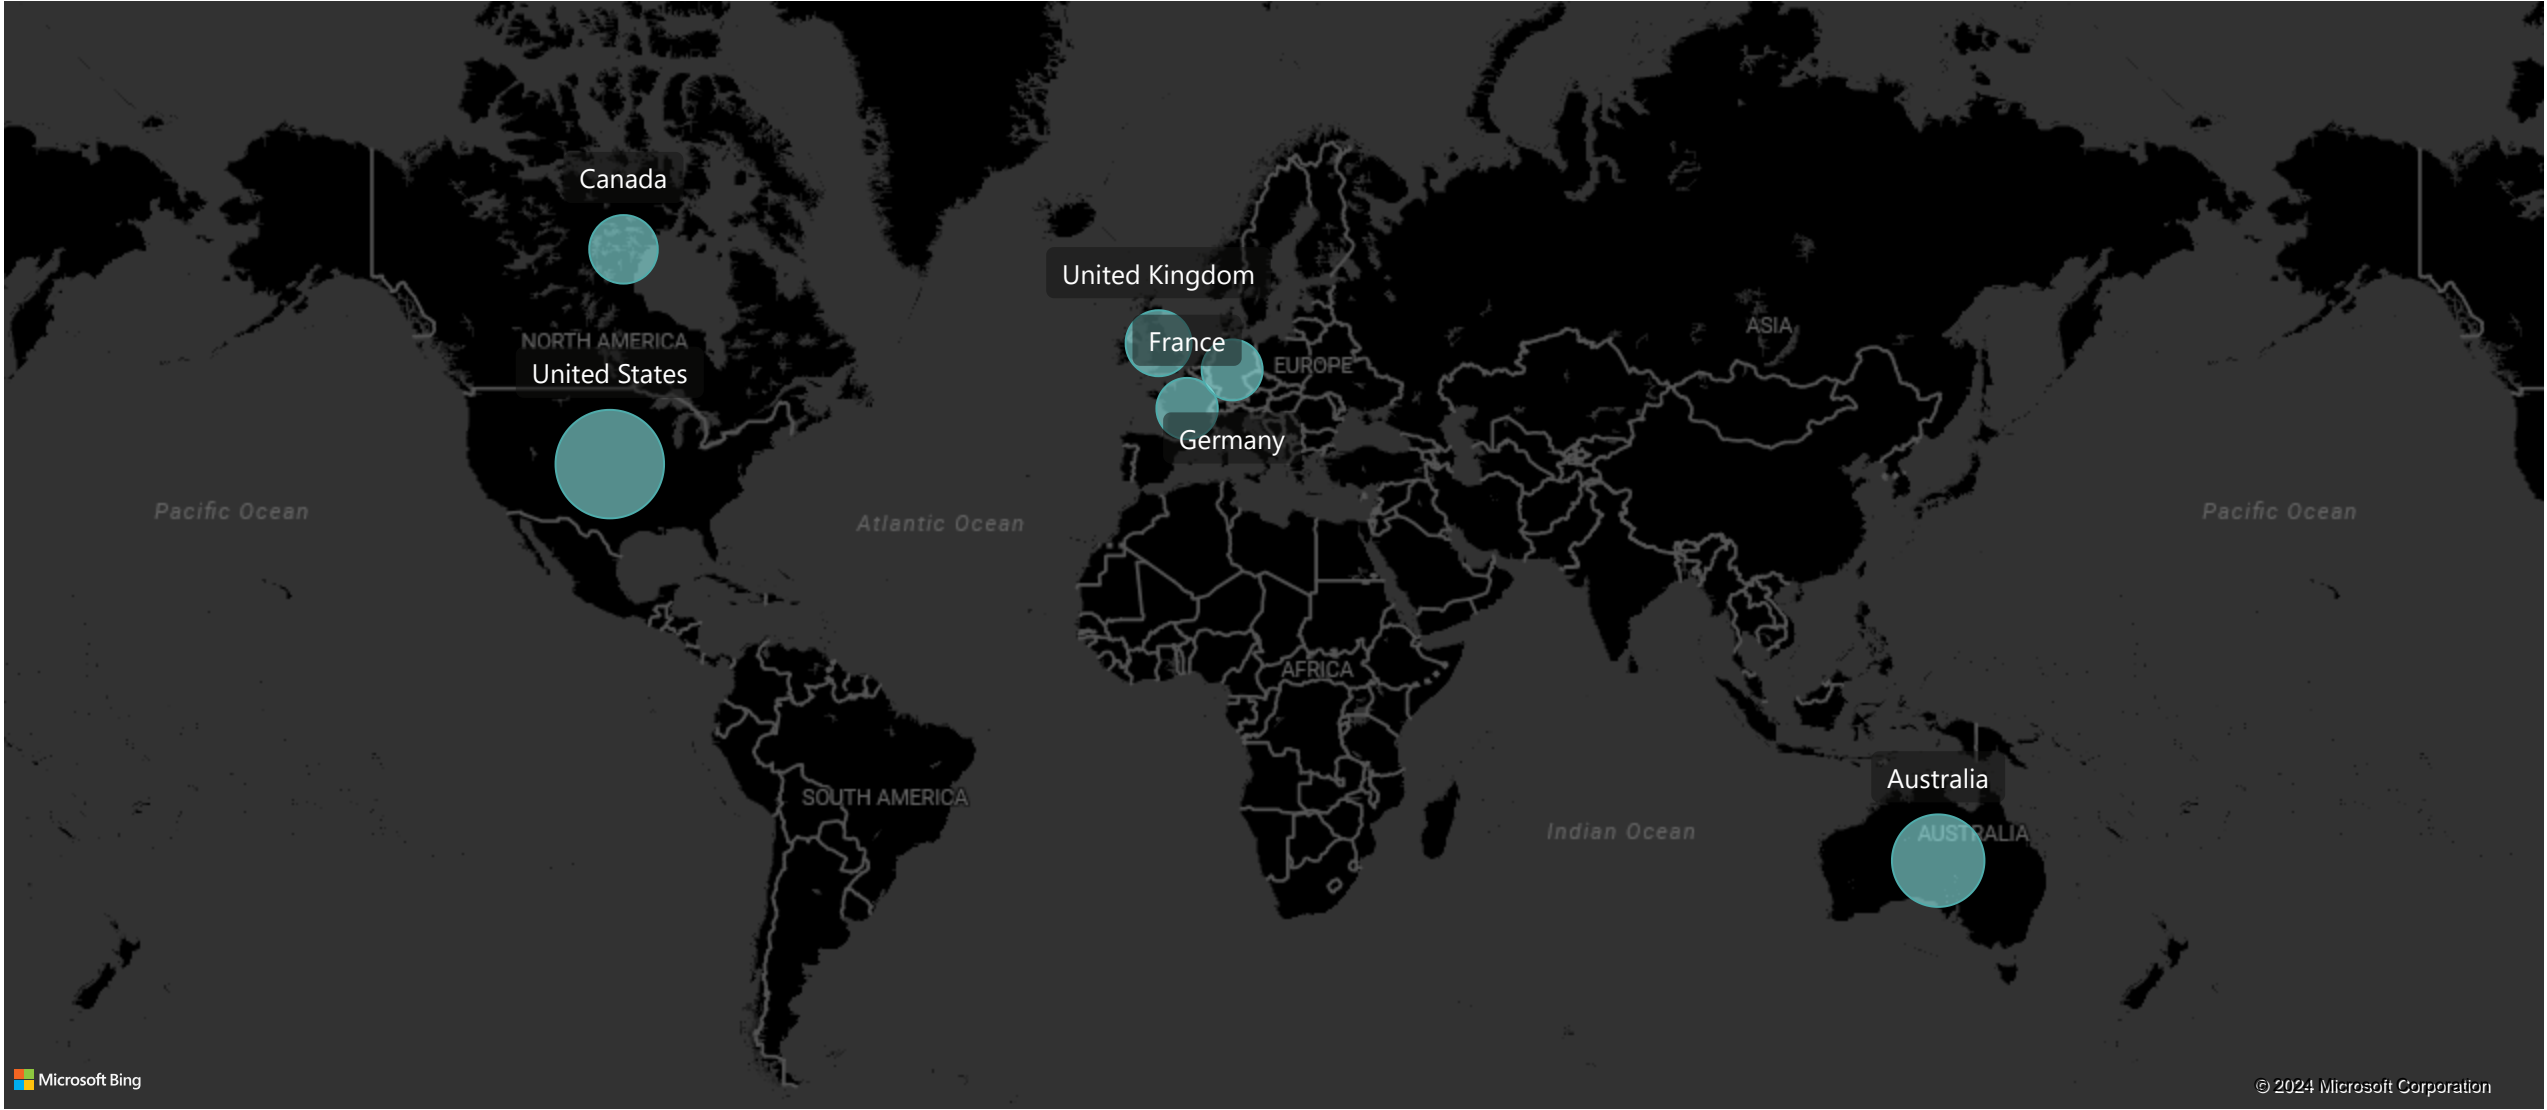 Canada
United Kingdom
ASIA
NORTH AMERICA
France
EUROPE
United States
Germany
Pacific Ocean
Atlantic Ocean
Pacific Ocean
AFRICA
Australia
SOUTH AMERICA
Indian Ocean
AUSTRALIA
Microsoft Bing
© 2024 Microsoft Corporation